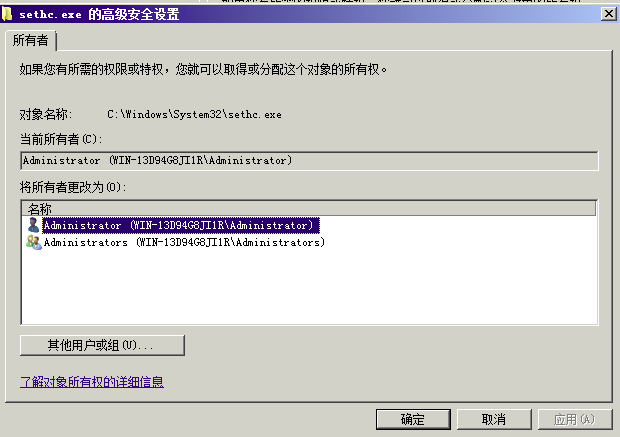 sethc.exe 的高级安全设置
所有者
如果您有所需的权限或特权，您就可以取得或分配这个对象的所有权。
对象名称: C:\Windows\System32\sethc.exe
当前所有者(C):
Administrator (WIN-13D94G8JI1R\Administrator)
将所有者更改为(O):
名称
Administrator (WIN-13D94G8JI1R\Administrator)
Administrators (WIN-13D94G8JI1R\Administrators)
其他用户或组(U)...
了解对象所有权的详细信息
确定 取消 应用(A)